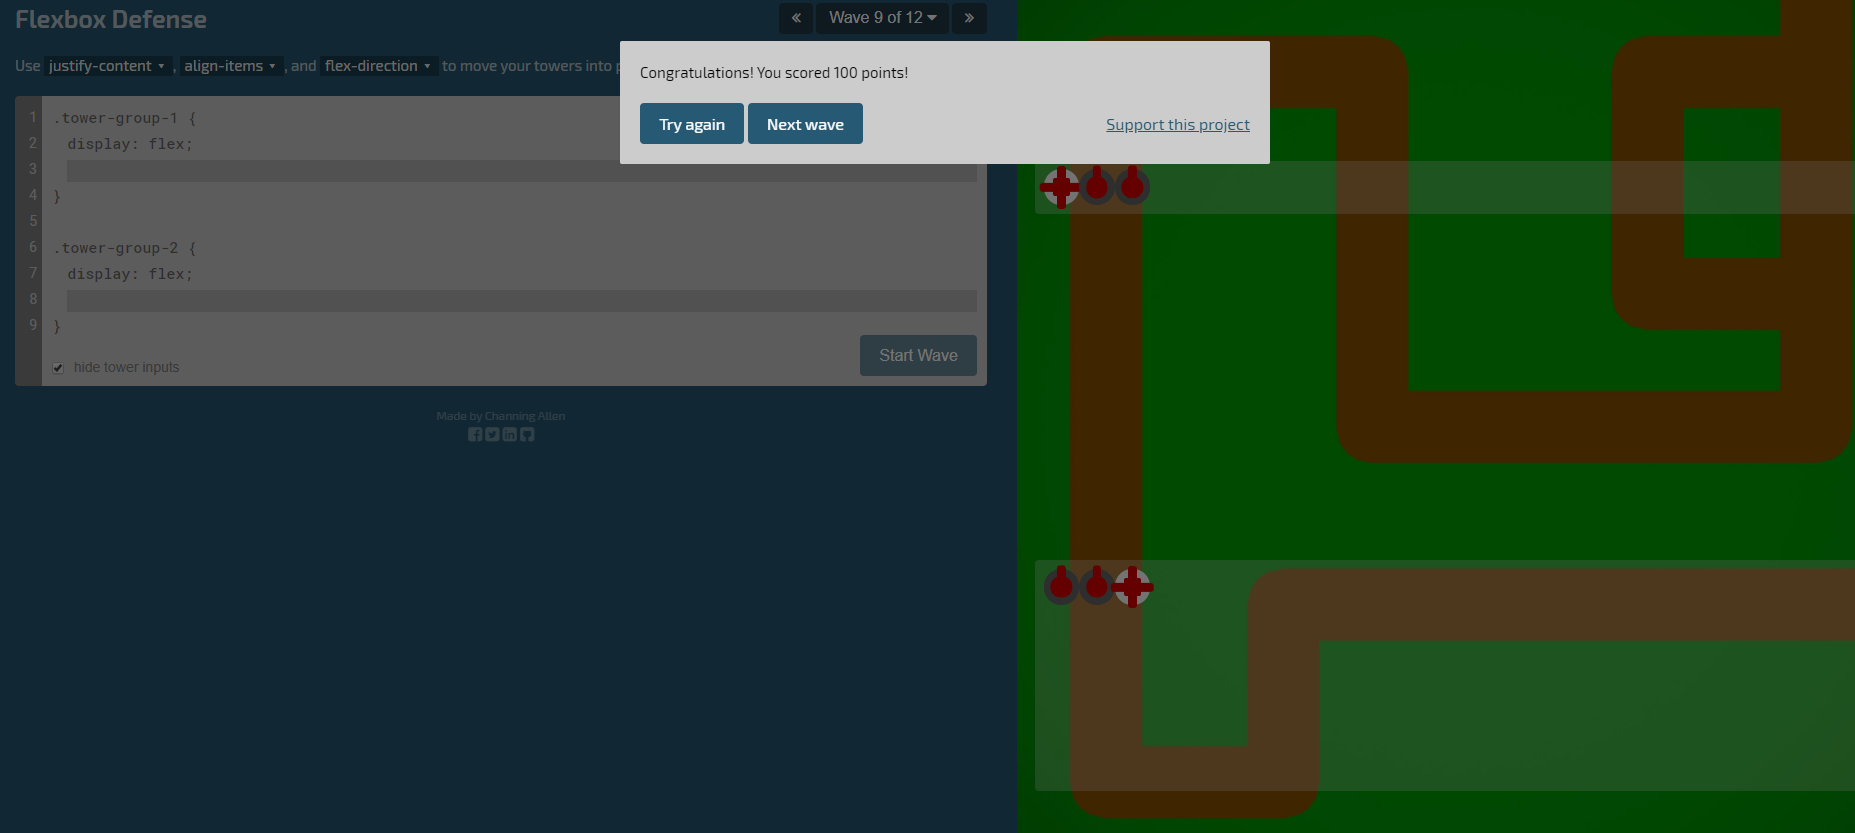 Flexbox Defense
« Wave 9 of 12 »
Use justify-content, align-items, and flex-direction to move your towers into
Congratulations! You scored 100 points!
Try again Next wave Support this project
1 .tower-group-1 {
2 display: flex;
3
4 }
5
6 .tower-group-2 {
7 display: flex;
8
9 }
hide tower inputs
Start Wave
Made by Channing Allen